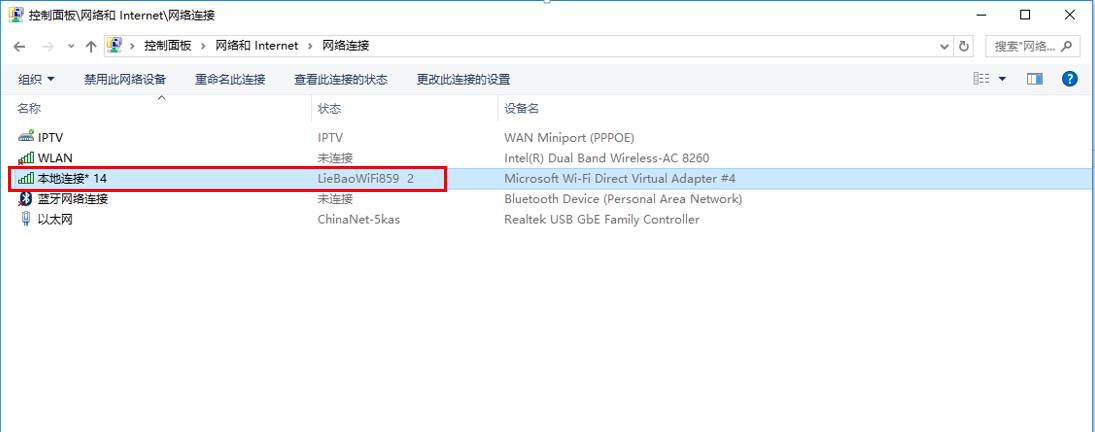 控制面板\网络和 Internet\网络连接
控制面板 网络和 Internet 网络连接 搜索"网络...
组织 禁用此网络设备 重命名此连接 查看此连接的状态 更改此连接的设置
名称 状态 设备名
IPTV IPTV WAN Miniport (PPPOE)
WLAN 未连接 Intel(R) Dual Band Wireless-AC 8260
本地连接* 14 LieBaoWiFi859 2 Microsoft Wi-Fi Direct Virtual Adapter #4
蓝牙网络连接 未连接 Bluetooth Device (Personal Area Network)
以太网 ChinaNet-5kas Realtek USB GbE Family Controller